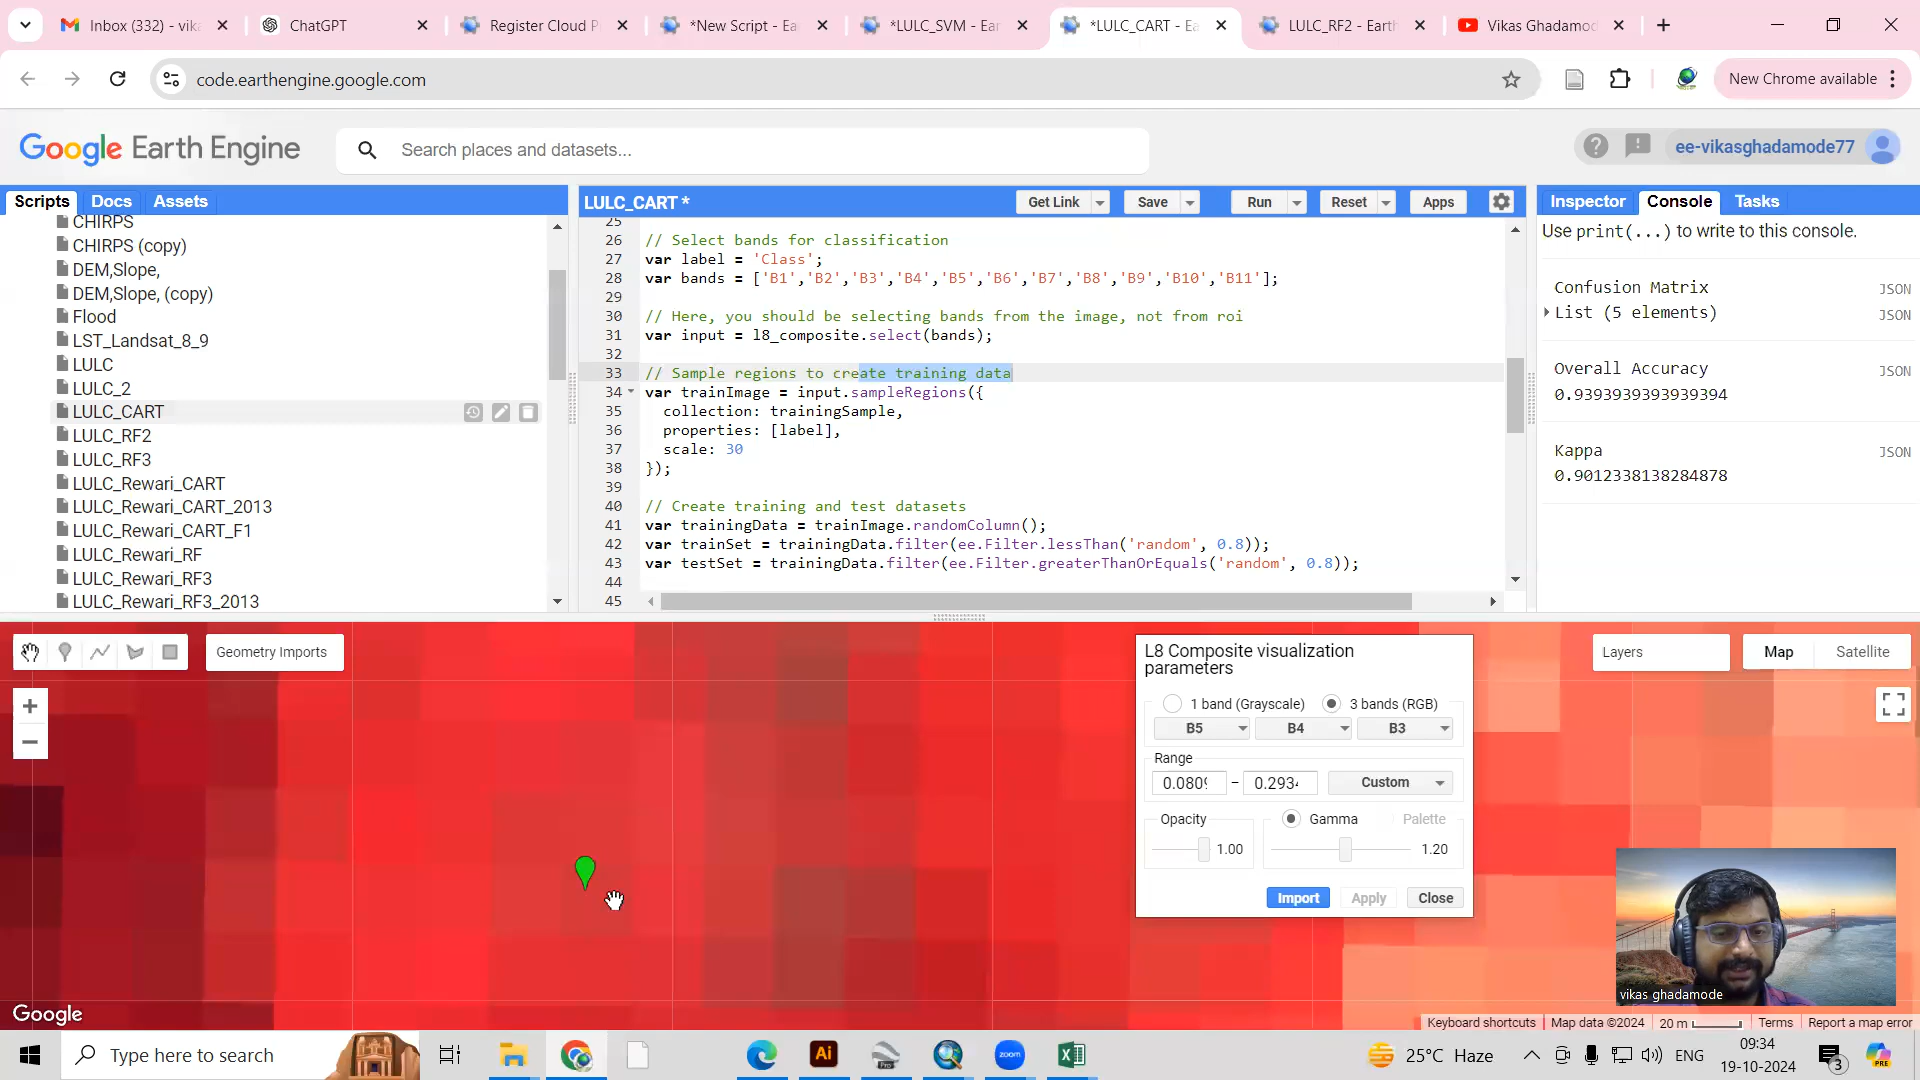 Inbox (332) - vika
ChatGPT
Register Cloud P
*New Script - Ea
*LULC_SVM - Ear
*LULC_CART - Ea
LULC_RF2 - Earth
Vikas Ghadamod
code.earthengine.google.com
New Chrome available
Google Earth Engine
Search places and datasets...
ee-vikasghadamode77
Scripts
Docs
Assets
CHIRPS
CHIRPS (copy)
DEM,Slope,
DEM,Slope, (copy)
Flood
LST_Landsat_8_9
LULC
LULC_2
LULC_CART
LULC_RF2
LULC_RF3
LULC_Rewari_CART
LULC_Rewari_CART_2013
LULC_Rewari_CART_F1
LULC_Rewari_RF
LULC_Rewari_RF3
LULC_Rewari_RF3_2013
LULC_CART *
Get Link
Save
Run
Reset
Apps
25
26 // Select bands for classification
27 var label = 'Class';
28 var bands = ['B1','B2','B3','B4','B5','B6','B7','B8','B9','B10','B11'];
29
30 // Here, you should be selecting bands from the image, not from roi
31 var input = l8_composite.select(bands);
32
33 // Sample regions to create training data
34 var trainImage = input.sampleRegions({
35 collection: trainingSample,
36 properties: [label],
37 scale: 30
38 });
39
40 // Create training and test datasets
41 var trainingData = trainImage.randomColumn();
42 var trainSet = trainingData.filter(ee.Filter.lessThan('random', 0.8));
43 var testSet = trainingData.filter(ee.Filter.greaterThanOrEquals('random', 0.8));
44
45
Inspector
Console
Tasks
Use print(...) to write to this console.
Confusion Matrix
JSON
List (5 elements)
JSON
Overall Accuracy
JSON
0.9393939393939394
Kappa
JSON
0.9012338138284878
Geometry Imports
L8 Composite visualization
parameters
1 band (Grayscale)
3 bands (RGB)
B5
B4
B3
Range
0.0809
–
0.2934
Custom
Opacity
Gamma
Palette
1.00
1.20
Import
Apply
Close
Layers
Map
Satellite
vikas ghadamode
Google
Keyboard shortcuts
Map data ©2024
20 m
Terms
Report a map error
Type here to search
Ai
Pro
zoom
25°C Haze
ENG
09:34
19-10-2024
3
PRE